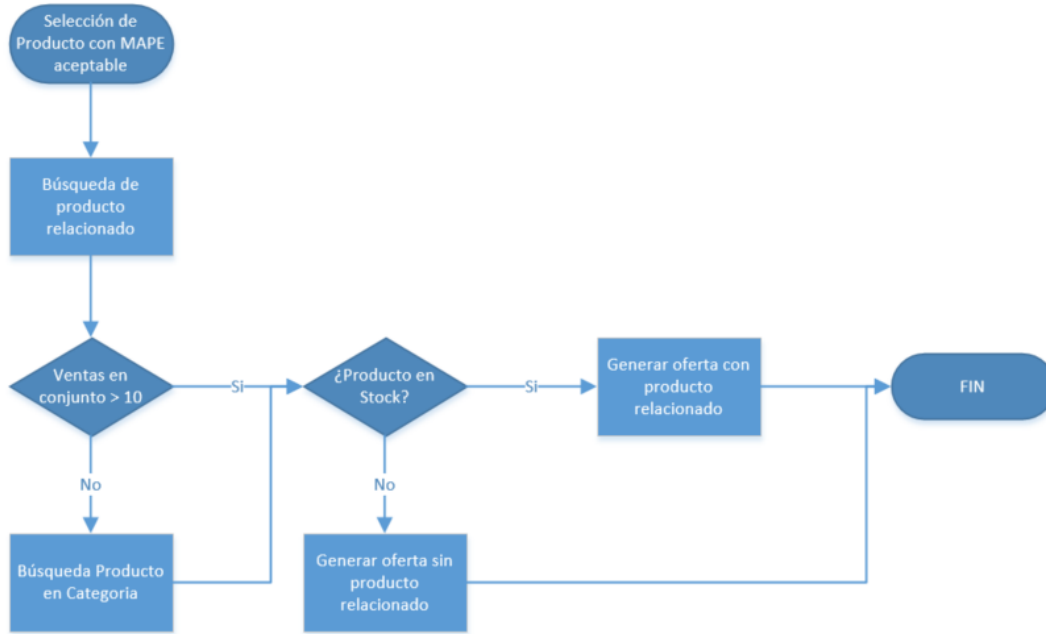 Selección de
Producto con MAPE
aceptable
Búsqueda de
producto
relacionado
Ventas en
conjunto > 10
Si
¿Producto en
Stock?
Si
Generar oferta con
producto
relacionado
FIN
No
No
Búsqueda Producto
en Categoria
Generar oferta sin
producto
relacionado